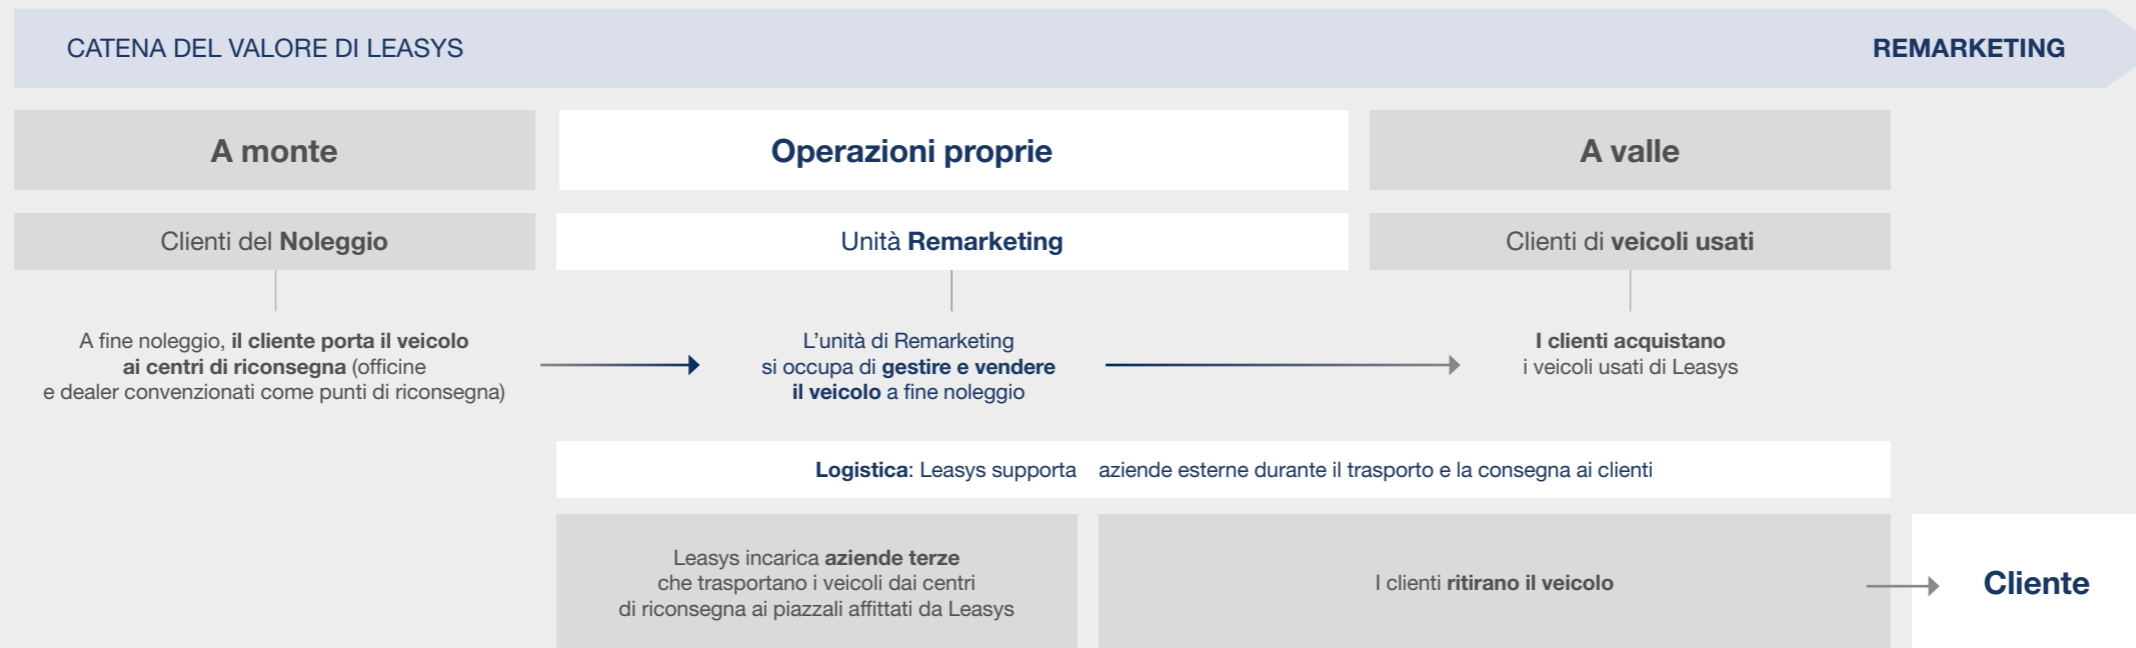 CATENA DEL VALORE DI LEASYS
REMARKETING
A monte
Operazioni proprie
A valle
Clienti del Noleggio
Unità Remarketing
Clienti di veicoli usati
A fine noleggio, il cliente porta il veicolo
ai centri di riconsegna (officine
e dealer convenzionati come punti di riconsegna)
L'unità di Remarketing
si occupa di gestire e vendere
il veicolo a fine noleggio
I clienti acquistano
i veicoli usati di Leasys
Logistica: Leasys supporta aziende esterne durante il trasporto e la consegna ai clienti
Leasys incarica aziende terze
che trasportano i veicoli dai centri
di riconsegna ai piazzali affittati da Leasys
I clienti ritirano il veicolo
Cliente